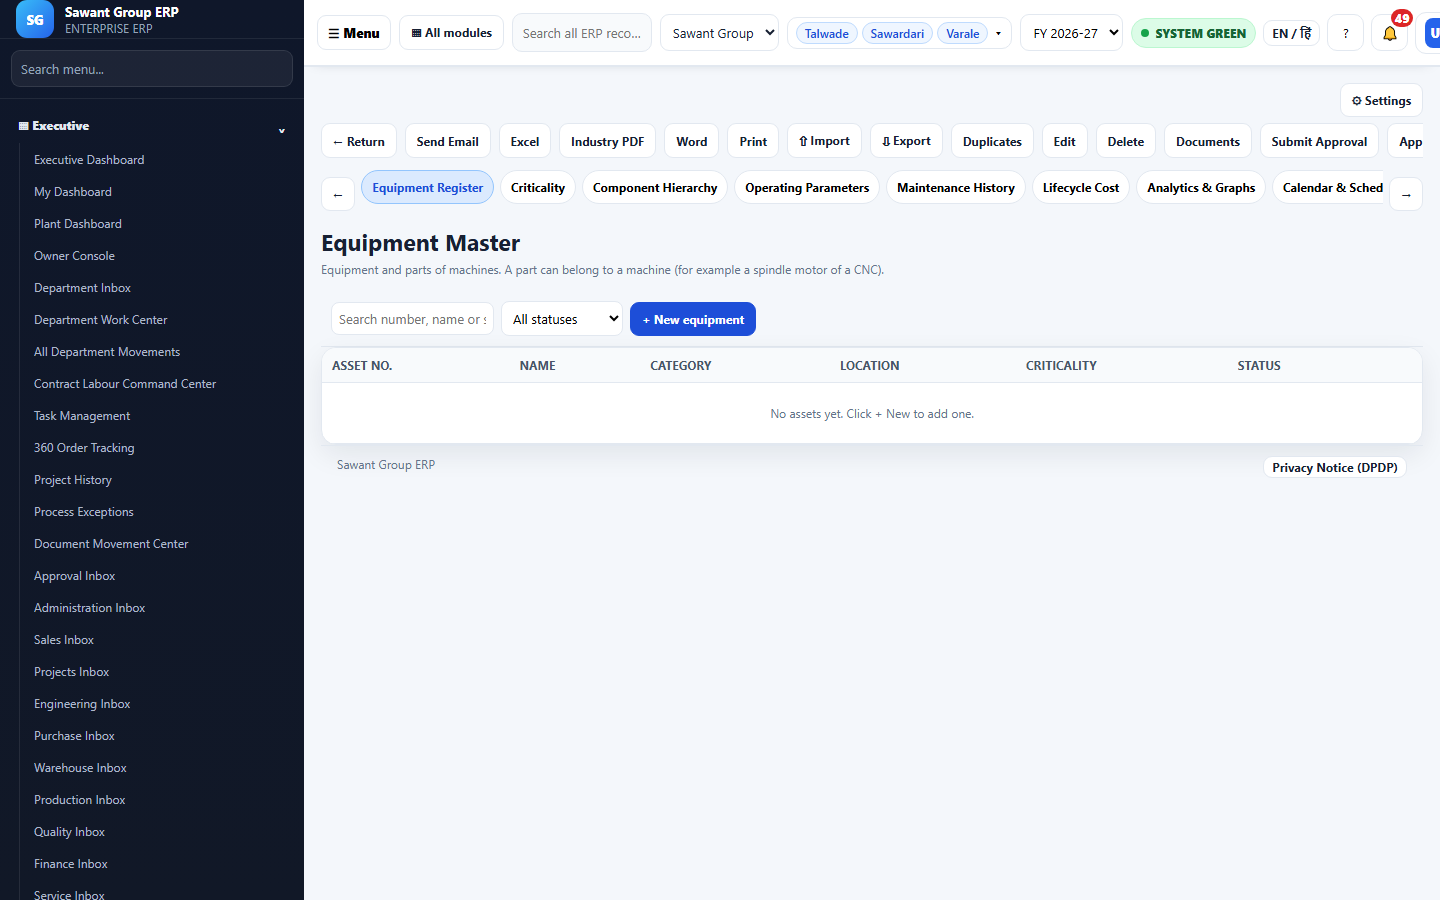 SG
Sawant Group ERP
ENTERPRISE ERP
Search menu...
Executive
Executive Dashboard
My Dashboard
Plant Dashboard
Owner Console
Department Inbox
Department Work Center
All Department Movements
Contract Labour Command Center
Task Management
360 Order Tracking
Project History
Process Exceptions
Document Movement Center
Approval Inbox
Administration Inbox
Sales Inbox
Projects Inbox
Engineering Inbox
Purchase Inbox
Warehouse Inbox
Production Inbox
Quality Inbox
Finance Inbox
Service Inbox
☰ Menu
All modules
Search all ERP reco...
Sawant Group
Talwade Sawardari Varale
FY 2026-27
SYSTEM GREEN
EN / हिं
?
49
U
⚙ Settings
← Return Send Email Excel Industry PDF Word Print ⇧ Import ⇩ Export Duplicates Edit Delete Documents Submit Approval App
← Equipment Register Criticality Component Hierarchy Operating Parameters Maintenance History Lifecycle Cost Analytics & Graphs Calendar & Sched →
Equipment Master
Equipment and parts of machines. A part can belong to a machine (for example a spindle motor of a CNC).
Search number, name or s
All statuses
+ New equipment
ASSET NO. NAME CATEGORY LOCATION CRITICALITY STATUS
No assets yet. Click + New to add one.
Sawant Group ERP
Privacy Notice (DPDP)